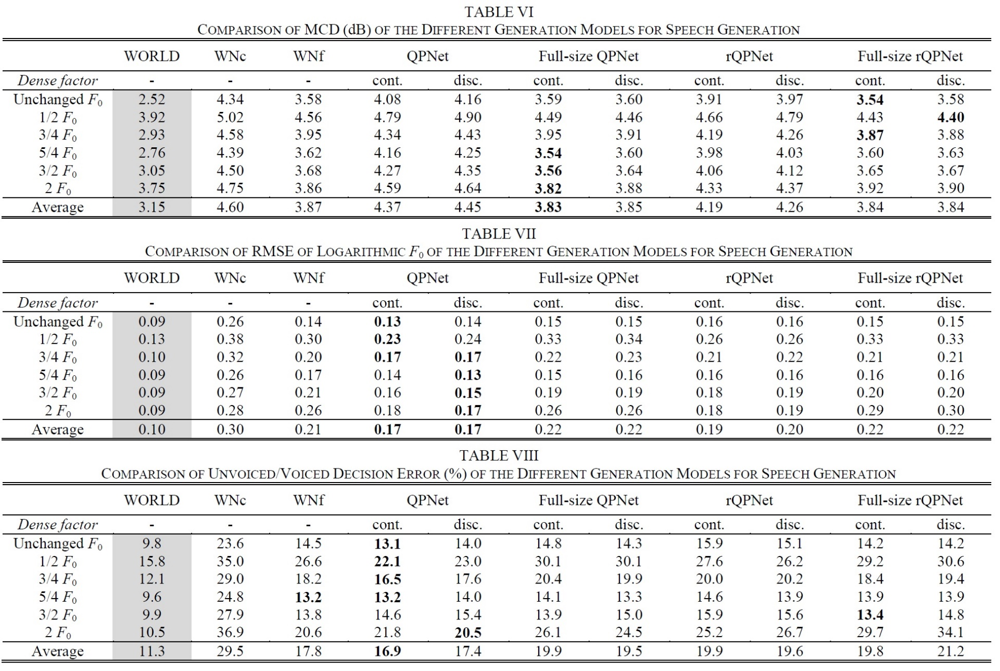 TABLE VI
COMPARISON OF MCD (dB) OF THE DIFFERENT GENERATION MODELS FOR SPEECH GENERATION
WORLD WNc WNf QPNet Full-size QPNet rQPNet Full-size rQPNet
Dense factor - - - cont. disc. cont. disc. cont. disc. cont. disc.
Unchanged F0 2.52 4.34 3.58 4.08 4.16 3.59 3.60 3.91 3.97 3.54 3.58
1/2 F0 3.92 5.02 4.56 4.79 4.90 4.49 4.46 4.66 4.79 4.43 4.40
3/4 F0 2.93 4.58 3.95 4.34 4.43 3.95 3.91 4.19 4.26 3.87 3.88
5/4 F0 2.76 4.39 3.62 4.16 4.25 3.54 3.60 3.98 4.03 3.60 3.63
3/2 F0 3.05 4.50 3.68 4.27 4.35 3.56 3.64 4.06 4.12 3.65 3.67
2 F0 3.75 4.75 3.86 4.59 4.64 3.82 3.88 4.33 4.37 3.92 3.90
Average 3.15 4.60 3.87 4.37 4.45 3.83 3.85 4.19 4.26 3.84 3.84
TABLE VII
COMPARISON OF RMSE OF LOGARITHMIC F0 OF THE DIFFERENT GENERATION MODELS FOR SPEECH GENERATION
WORLD WNc WNf QPNet Full-size QPNet rQPNet Full-size rQPNet
Dense factor - - - cont. disc. cont. disc. cont. disc. cont. disc.
Unchanged F0 0.09 0.26 0.14 0.13 0.14 0.15 0.15 0.16 0.16 0.15 0.15
1/2 F0 0.13 0.38 0.30 0.23 0.24 0.33 0.34 0.26 0.26 0.33 0.33
3/4 F0 0.10 0.32 0.20 0.17 0.17 0.22 0.23 0.21 0.22 0.21 0.21
5/4 F0 0.09 0.26 0.17 0.14 0.13 0.15 0.16 0.16 0.16 0.16 0.16
3/2 F0 0.09 0.27 0.21 0.16 0.15 0.19 0.19 0.18 0.19 0.20 0.20
2 F0 0.09 0.28 0.26 0.18 0.17 0.26 0.26 0.18 0.19 0.29 0.30
Average 0.10 0.30 0.21 0.17 0.17 0.22 0.22 0.19 0.20 0.22 0.22
TABLE VIII
COMPARISON OF UNVOICED/VOICED DECISION ERROR (%) OF THE DIFFERENT GENERATION MODELS FOR SPEECH GENERATION
WORLD WNc WNf QPNet Full-size QPNet rQPNet Full-size rQPNet
Dense factor - - - cont. disc. cont. disc. cont. disc. cont. disc.
Unchanged F0 9.8 23.6 14.5 13.1 14.0 14.8 14.3 15.9 15.1 14.2 14.2
1/2 F0 15.8 35.0 26.6 22.1 23.0 30.1 30.1 27.6 26.2 29.2 30.6
3/4 F0 12.1 29.0 18.2 16.5 17.6 20.4 19.9 20.0 20.2 18.4 19.4
5/4 F0 9.6 24.8 13.2 13.2 14.0 14.1 13.3 14.6 13.9 13.9 13.9
3/2 F0 9.9 27.9 13.8 14.6 15.4 13.9 15.0 15.9 15.6 13.4 14.8
2 F0 10.5 36.9 20.6 21.8 20.5 26.1 24.5 25.2 26.7 29.7 34.1
Average 11.3 29.5 17.8 16.9 17.4 19.9 19.5 19.9 19.6 19.8 21.2